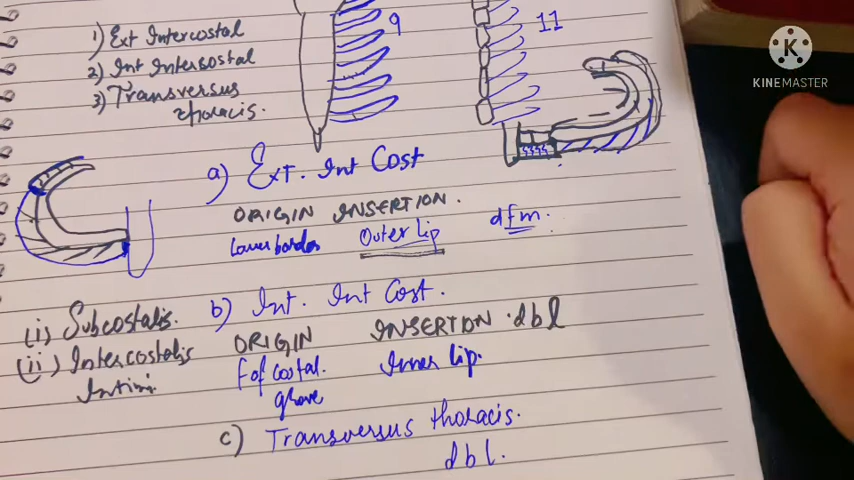 1) Ext Intercostal
2) Int Intersostal
3) Transversus
thoracis.
9
11
K
KINEMASTER
a) Ext. Int Cost
ORIGIN INSERTION.
Lower border Outer Lip dfm.
b) Int. Int Cost.
ORIGIN INSERTION .dbl
F of costal. Inner lip.
grove
(i) Subcostalis.
(ii) Intercostalis
Intimi
c) Transversus thoracis.
dbl.